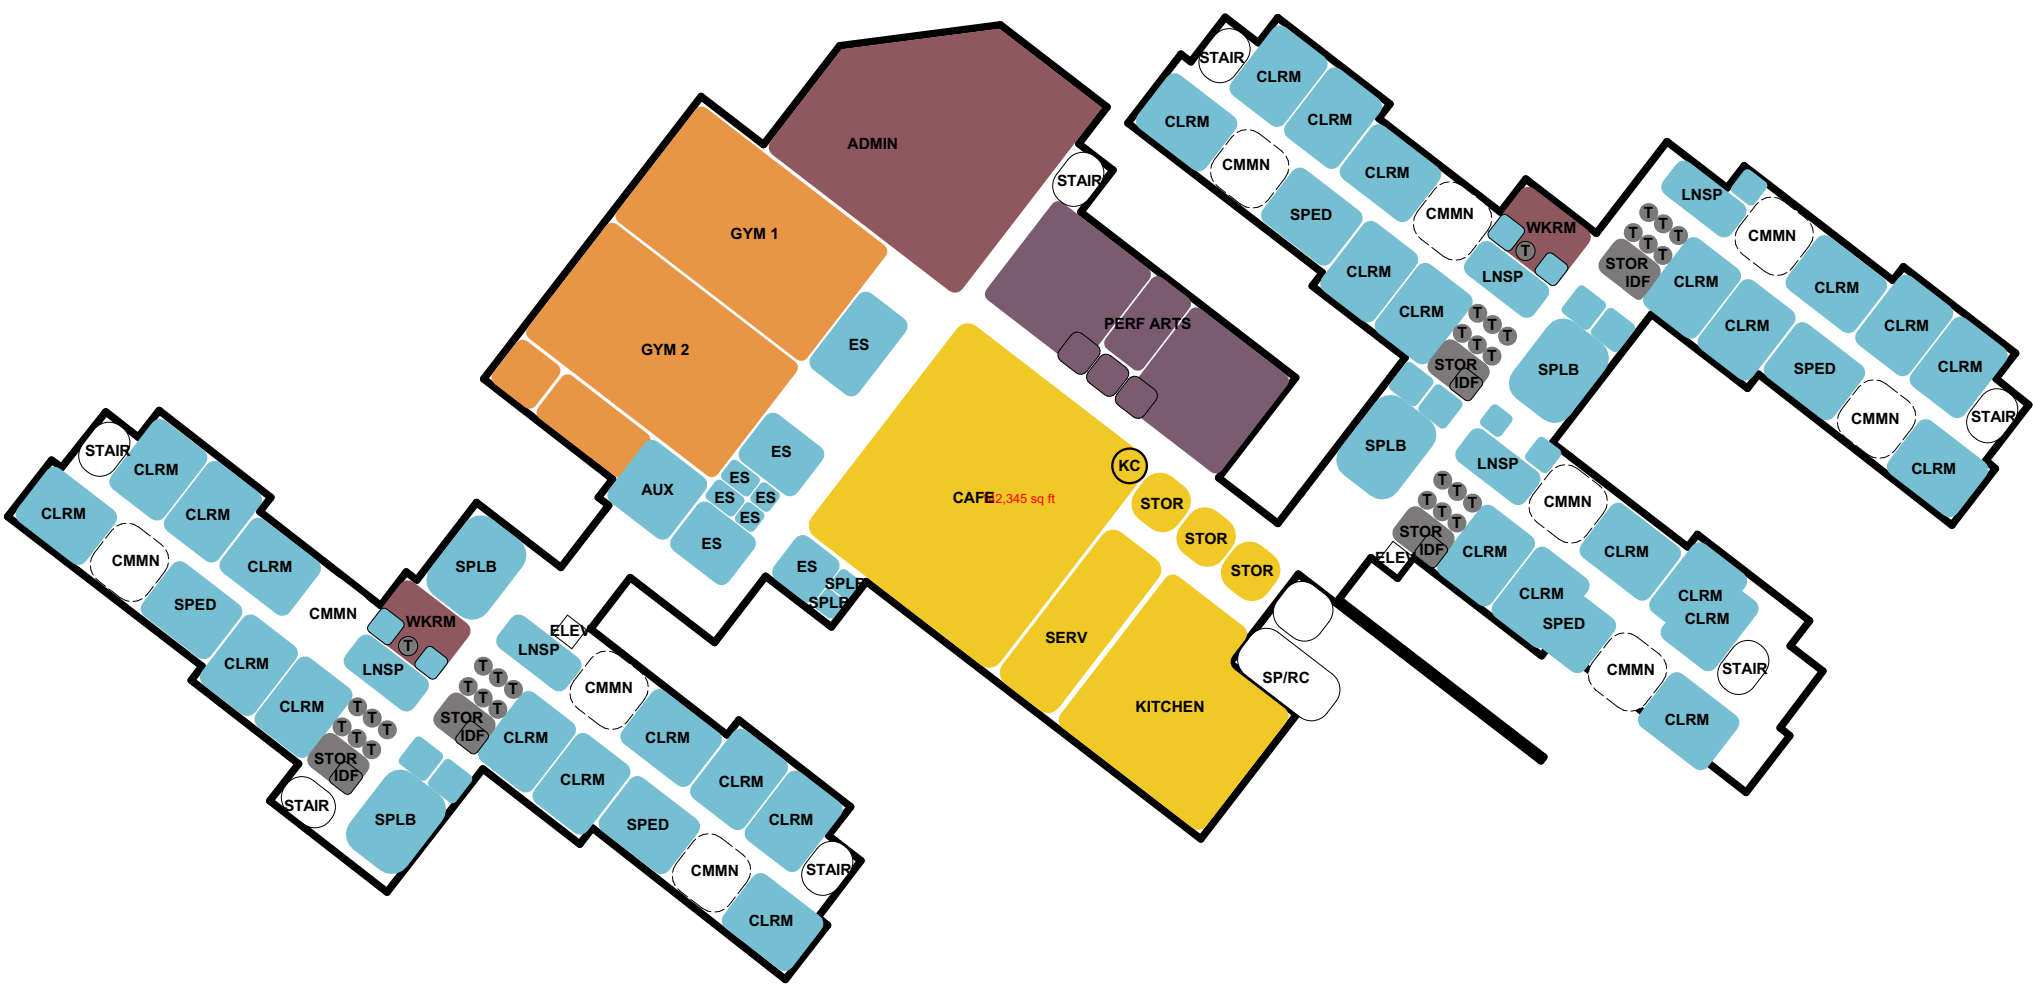 STAIR
CLRM
CLRM
CLRM
CLRM
CMMN
CLRM
SPED
CMMN
WKRM
T
LNSP
CLRM
CLRM
T
T
T
T
T
T
STOR
IDF
SPLB
LNSP
CMMN
T
T
T
T
T
T
STOR
IDF
CLRM
CLRM
CLRM
CLRM
CLRM
SPED
CMMN
STAIR
CLRM
SPLB
LNSP
CMMN
T
T
T
T
T
T
STOR
IDF
ELEV
CLRM
CLRM
CLRM
CLRM
CLRM
SPED
CMMN
STAIR
CLRM
ADMIN
STAIR
GYM 1
GYM 2
PERF ARTS
ES
ES
ES
ES
ES
ES
AUX
ES
KC
CAFE
STOR
STOR
STOR
ES
SPLB
SPLB
SERV
KITCHEN
SP/RC
STAIR
CLRM
CLRM
CLRM
CMMN
CLRM
SPED
CMMN
SPLB
WKRM
T
LNSP
CLRM
CLRM
T
T
T
T
T
T
STOR
IDF
STAIR
SPLB
ELEV
LNSP
CMMN
T
T
T
T
T
T
STOR
IDF
CLRM
CLRM
CLRM
CLRM
CLRM
SPED
CMMN
STAIR
CLRM